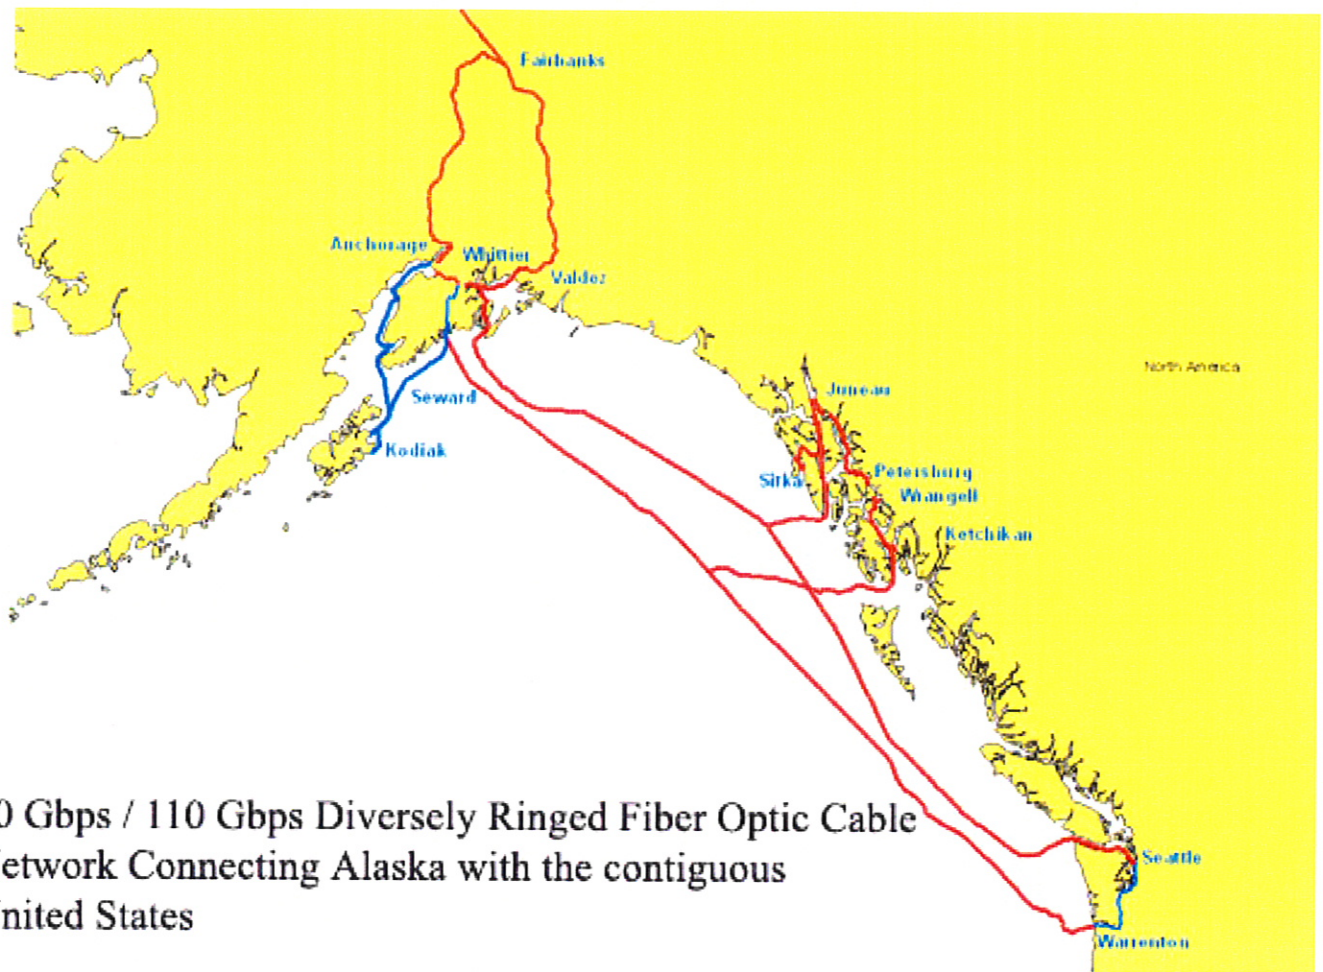 Fairbanks
Anchorage
Whittier
Valdez
North America
Juneau
Seward
Kodiak
Petersburg
Sitka
Wrangell
Ketchikan
0 Gbps / 110 Gbps Diversely Ringed Fiber Optic Cable
etwork Connecting Alaska with the contiguous
nited States
Seattle
Warrenton